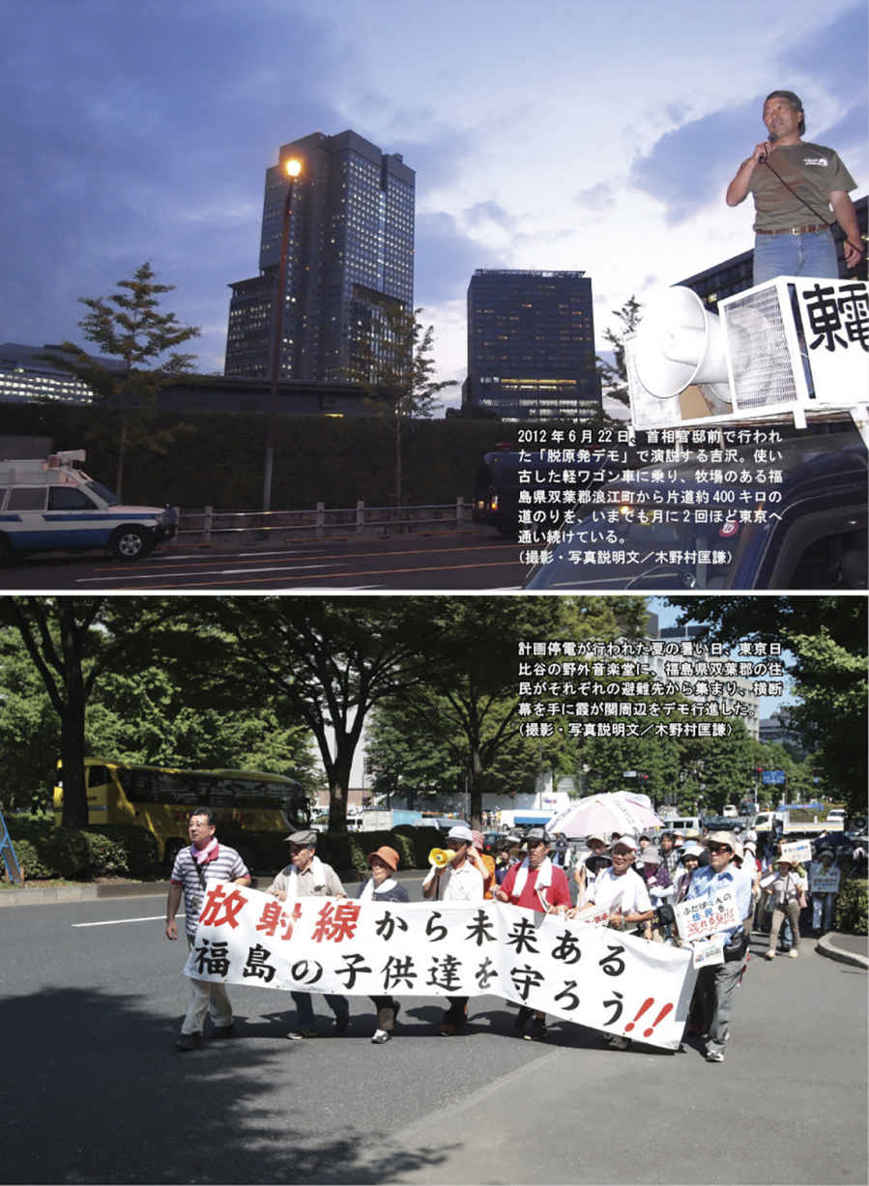 東電
2012年6月22日、首相官邸前で行われ
た「脱原発デモ」で演説する吉沢。使い
古した軽ワゴン車に乗り、牧場のある福
島県双葉郡浪江町から片道約400キロの
道のりを、いまでも月に2回ほど東京へ
通い続けている。
(撮影・写真説明文／木野村匡謙)
計画停電が行われた夏の暑い日、東京日
比谷の野外音楽堂に、福島県双葉郡の住
民がそれぞれの避難先から集まり、横断
幕を手に霞が関周辺をデモ行進した。
(撮影・写真説明文／木野村匡謙)
放射線から未来ある
福島の子供達を守ろう!!